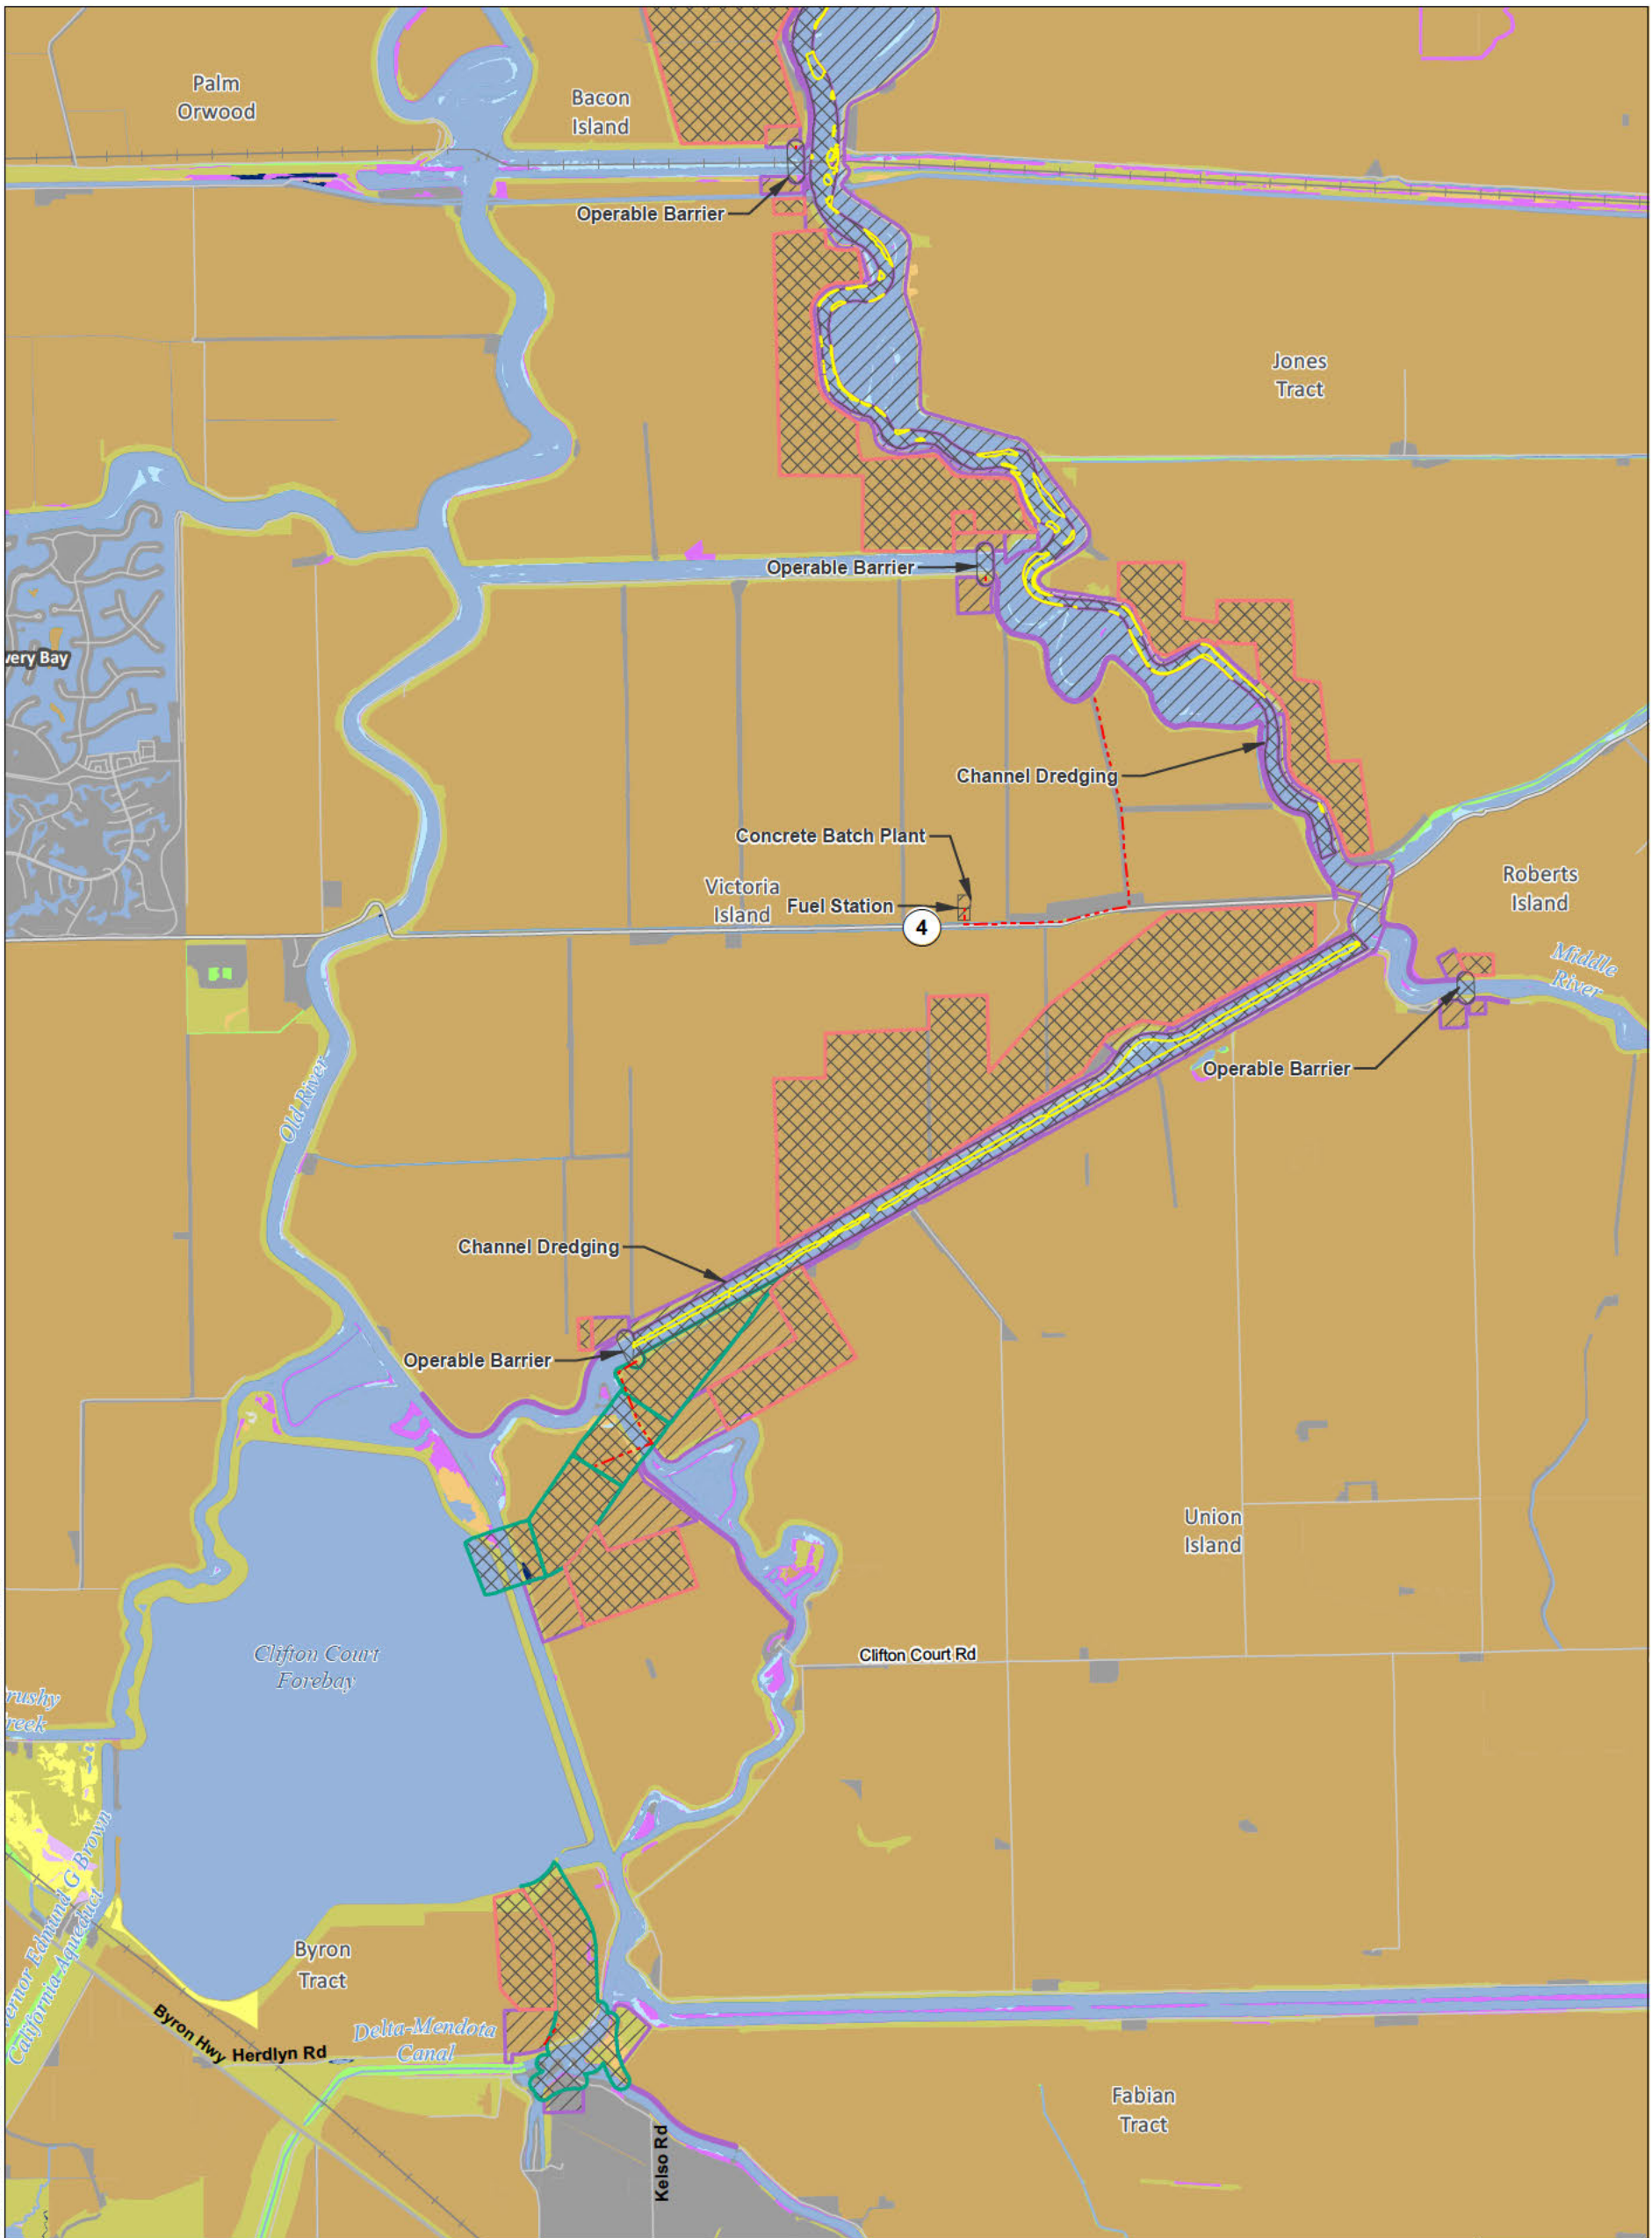 Palm
Orwood
Bacon
Island
Operable Barrier
Jones
Tract
Operable Barrier
very Bay
Channel Dredging
Concrete Batch Plant
Victoria
Island
Fuel Station
4
Roberts
Island
Middle
River
Operable Barrier
Old River
Channel Dredging
Operable Barrier
Union
Island
Clifton Court
Forebay
Clifton Court Rd
rushy
reek
ernor Edmund G Brown
California Aqueduct
Byron
Tract
Byron Hwy
Herdlyn Rd
Delta-Mendota
Canal
Fabian
Tract
Kelso Rd